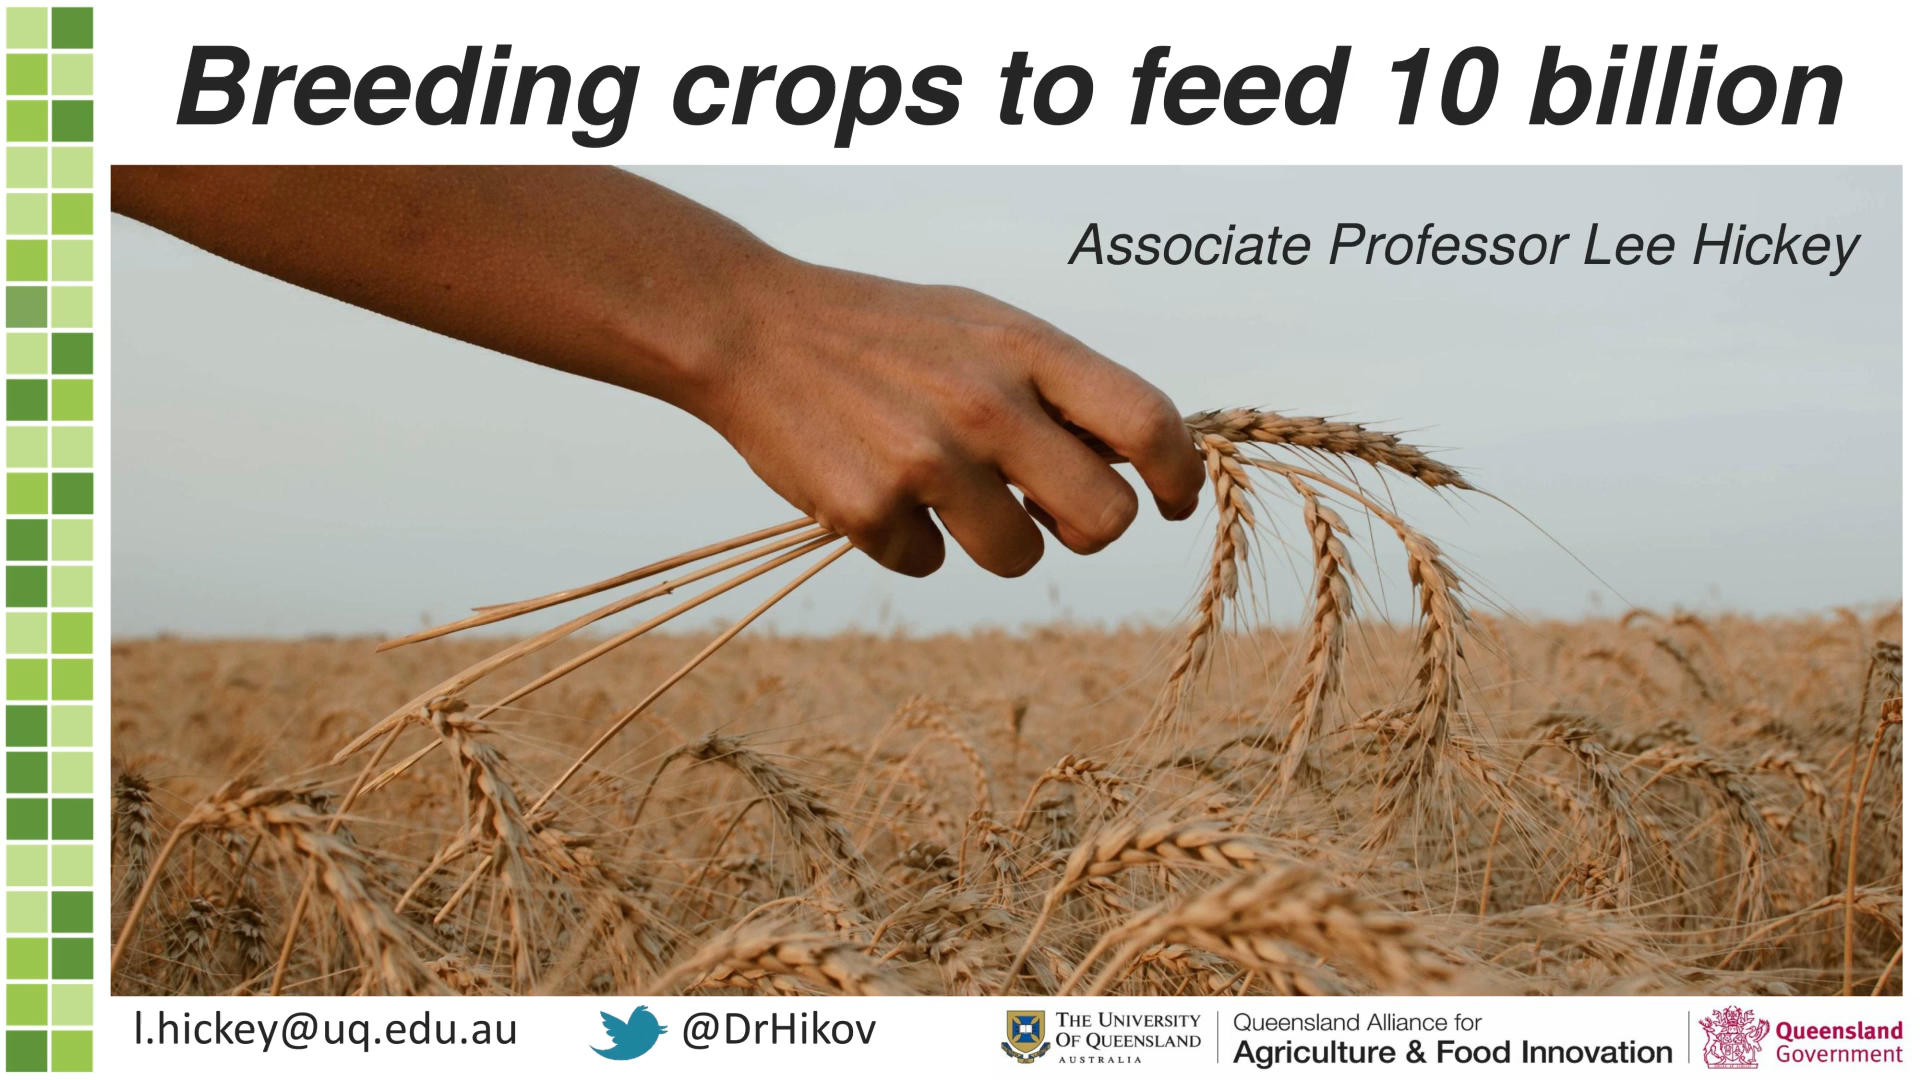 Breeding crops to feed 10 billion
Associate Professor Lee Hickey
l.hickey@uq.edu.au
@DrHikov
THE UNIVERSITY
OF QUEENSLAND
AUSTRALIA
Queensland Alliance for
Agriculture & Food Innovation
Queensland
Government